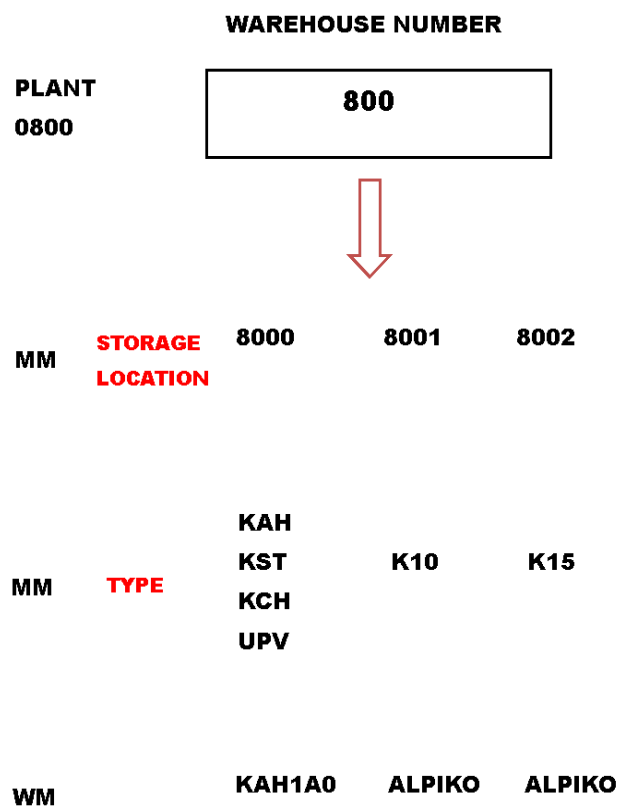 WAREHOUSE NUMBER
PLANT
0800
800
MM
STORAGE
LOCATION
8000 8001 8002
MM
TYPE
KAH
KST K10 K15
KCH
UPV
WM
KAH1A0 ALPIKO ALPIKO